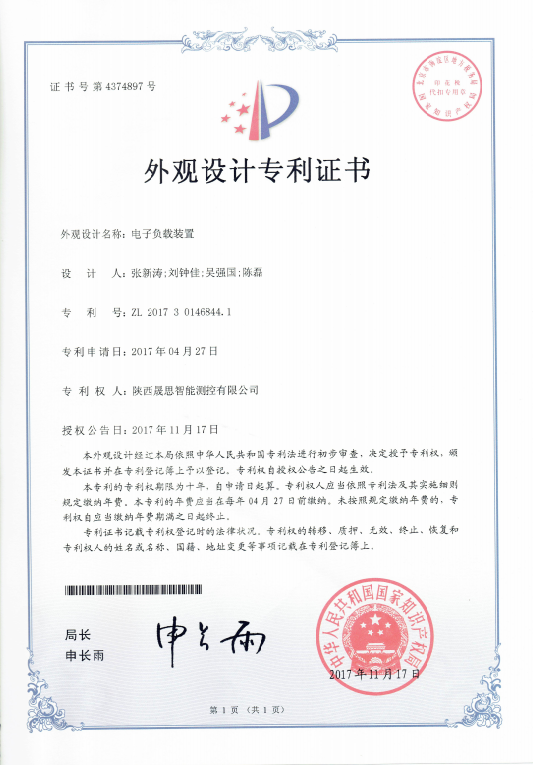 证书号第4374897号
印花税
代扣专用章
国家知识产权局
外观设计专利证书
外观设计名称：电子负载装置
设计人：张新涛;刘钟佳;吴强国;陈磊
专利号：ZL 2017 3 0146844.1
专利申请日：2017年04月27日
专利权人：陕西晟思智能测控有限公司
授权公告日：2017年11月17日
本外观设计经过本局依照中华人民共和国专利法进行初步审查，决定授予专利权，颁
发本证书并在专利登记簿上予以登记。专利权自授权公告之日起生效。
本专利的专利权期限为十年，自申请日起算。专利权人应当依照专利法及其实施细则
规定缴纳年费。本专利的年费应当在每年04月27日前缴纳。未按照规定缴纳年费的，专
利权自应当缴纳年费期满之日起终止。
专利证书记载专利权登记时的法律状况。专利权的转移、质押、无效、终止、恢复和
专利权人的姓名或名称、国籍、地址变更等事项记载在专利登记簿上。
局长
申长雨
申长雨
中华人民共和国国家知识产权局
2017年11月17日
第1页（共1页）